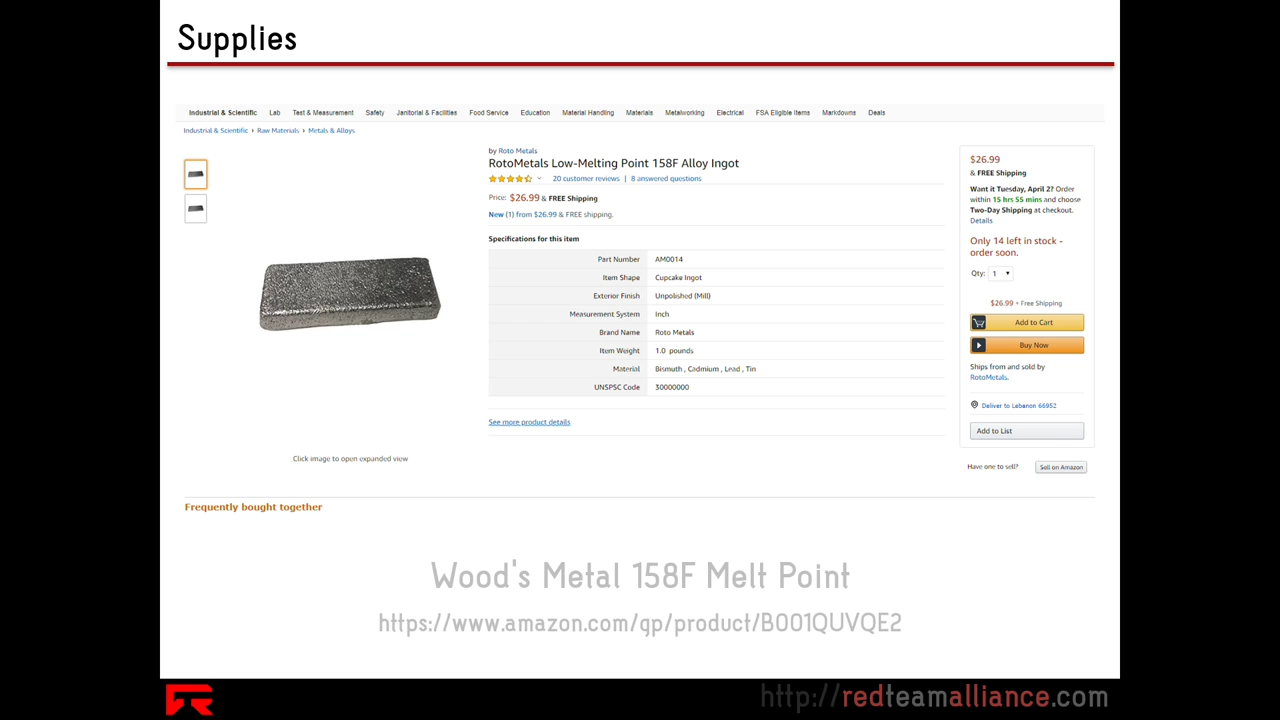 Supplies
Industrial & Scientific Lab Test & Measurement Safety Janitorial & Facilities Food Service Education Material Handling Materials Metalworking Electrical FSA Eligible Items Markdowns Deals
Industrial & Scientific › Raw Materials › Metals & Alloys
by Roto Metals
RotoMetals Low-Melting Point 158F Alloy Ingot
20 customer reviews | 8 answered questions
Price: $26.99 & FREE Shipping
New (1) from $26.99 & FREE shipping.
Specifications for this item
Part Number AM0014
Item Shape Cupcake Ingot
Exterior Finish Unpolished (Mill)
Measurement System Inch
Brand Name Roto Metals
Item Weight 1.0 pounds
Material Bismuth , Cadmium , Lead , Tin
UNSPSC Code 30000000
See more product details
Click image to open expanded view
$26.99
& FREE Shipping
Want it Tuesday, April 2? Order
within 15 hrs 55 mins and choose
Two-Day Shipping at checkout.
Details
Only 14 left in stock -
order soon.
Qty: 1
$26.99 + Free Shipping
Add to Cart
Buy Now
Ships from and sold by
RotoMetals.
Deliver to Lebanon 66952
Add to List
Have one to sell? Sell on Amazon
Frequently bought together
Wood's Metal 158F Melt Point
https://www.amazon.com/gp/product/B001QUVQE2
http://redteamalliance.com